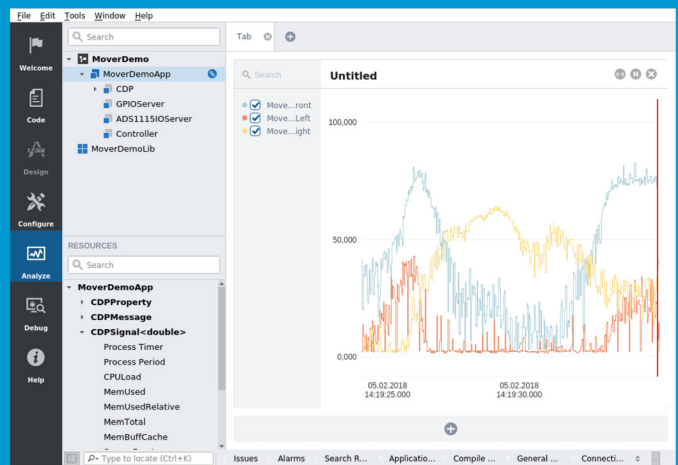 File Edit Tools Window Help
Search
Tab
Welcome
Code
Design
Configure
Analyze
Debug
Help
MoverDemo
MoverDemoApp
CDP
GPIOServer
ADS1115IOServer
Controller
MoverDemoLib
RESOURCES
Search
MoverDemoApp
CDPProperty
CDPMessage
CDPSignal<double>
Process Timer
Process Period
CPULoad
MemUsed
MemUsedRelative
MemTotal
MemBuffCache
Search
Untitled
Move...ront
Move...Left
Move...ight
100,000
50,000
0,000
05.02.2018
14:19:25.000
05.02.2018
14:19:30.000
Type to locate (Ctrl+K)
Issues Alarms Search R... Applicatio... Compile ... General ... Connecti...